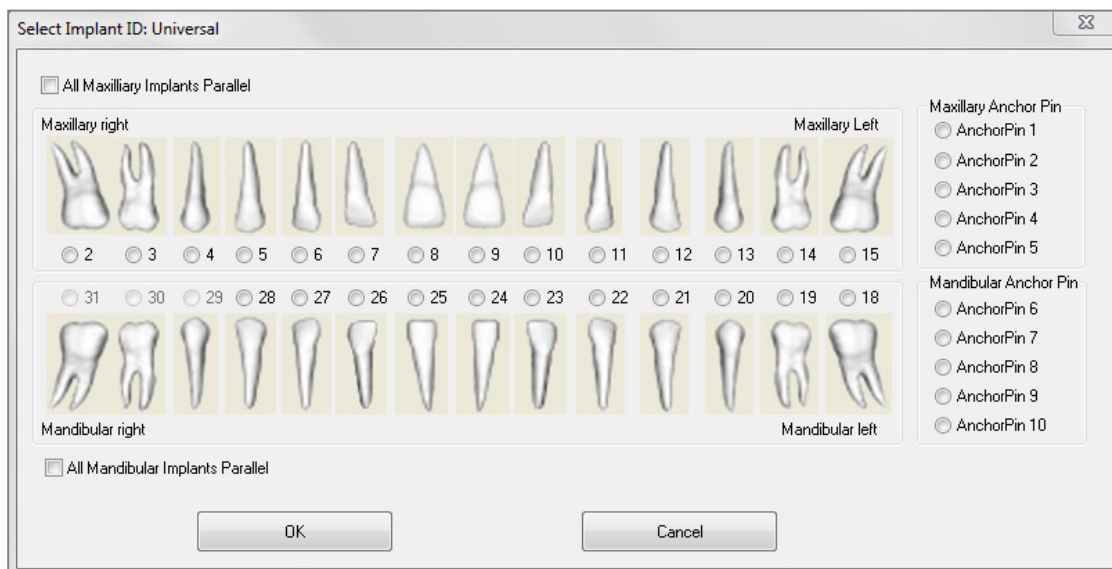 Select Implant ID: Universal
All Maxilliary Implants Parallel
Maxillary right Maxillary Left
2 3 4 5 6 7 8 9 10 11 12 13 14 15
31 30 29 28 27 26 25 24 23 22 21 20 19 18
Mandibular right Mandibular left
All Mandibular Implants Parallel
Maxillary Anchor Pin
AnchorPin 1
AnchorPin 2
AnchorPin 3
AnchorPin 4
AnchorPin 5
Mandibular Anchor Pin
AnchorPin 6
AnchorPin 7
AnchorPin 8
AnchorPin 9
AnchorPin 10
OK Cancel